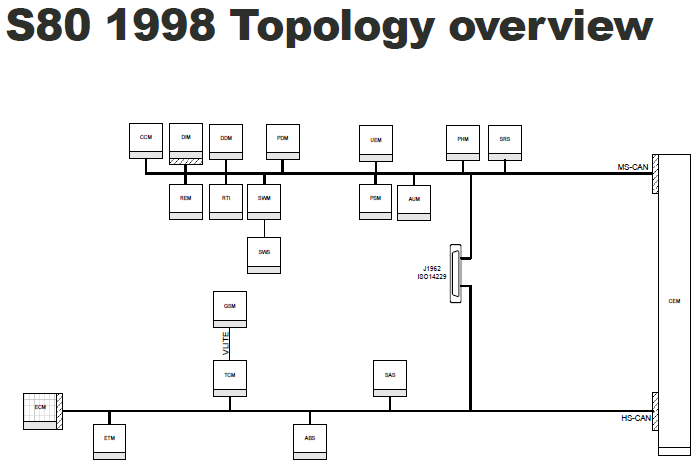 S80 1998 Topology overview
CCM
DIM
DDM
PDM
UEM
PHM
SRS
MS-CAN
REM
RTI
SWM
PSM
AUM
SWS
J1962
ISO14229
GSM
CEM
VLITE
TCM
SAS
ECM
HS-CAN
ETM
ABS